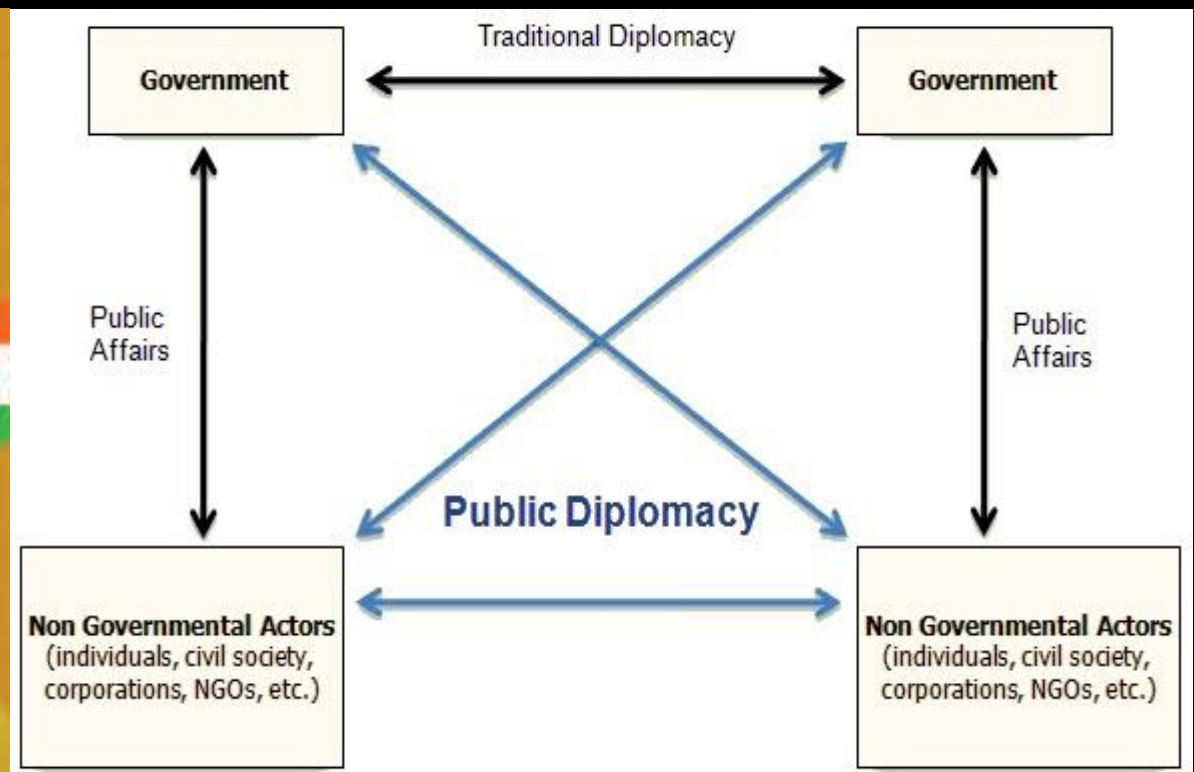 Traditional Diplomacy
Government
Government
Public
Affairs
Public
Affairs
Public Diplomacy
Non Governmental Actors
(individuals, civil society,
corporations, NGOs, etc.)
Non Governmental Actors
(individuals, civil society,
corporations, NGOs, etc.)